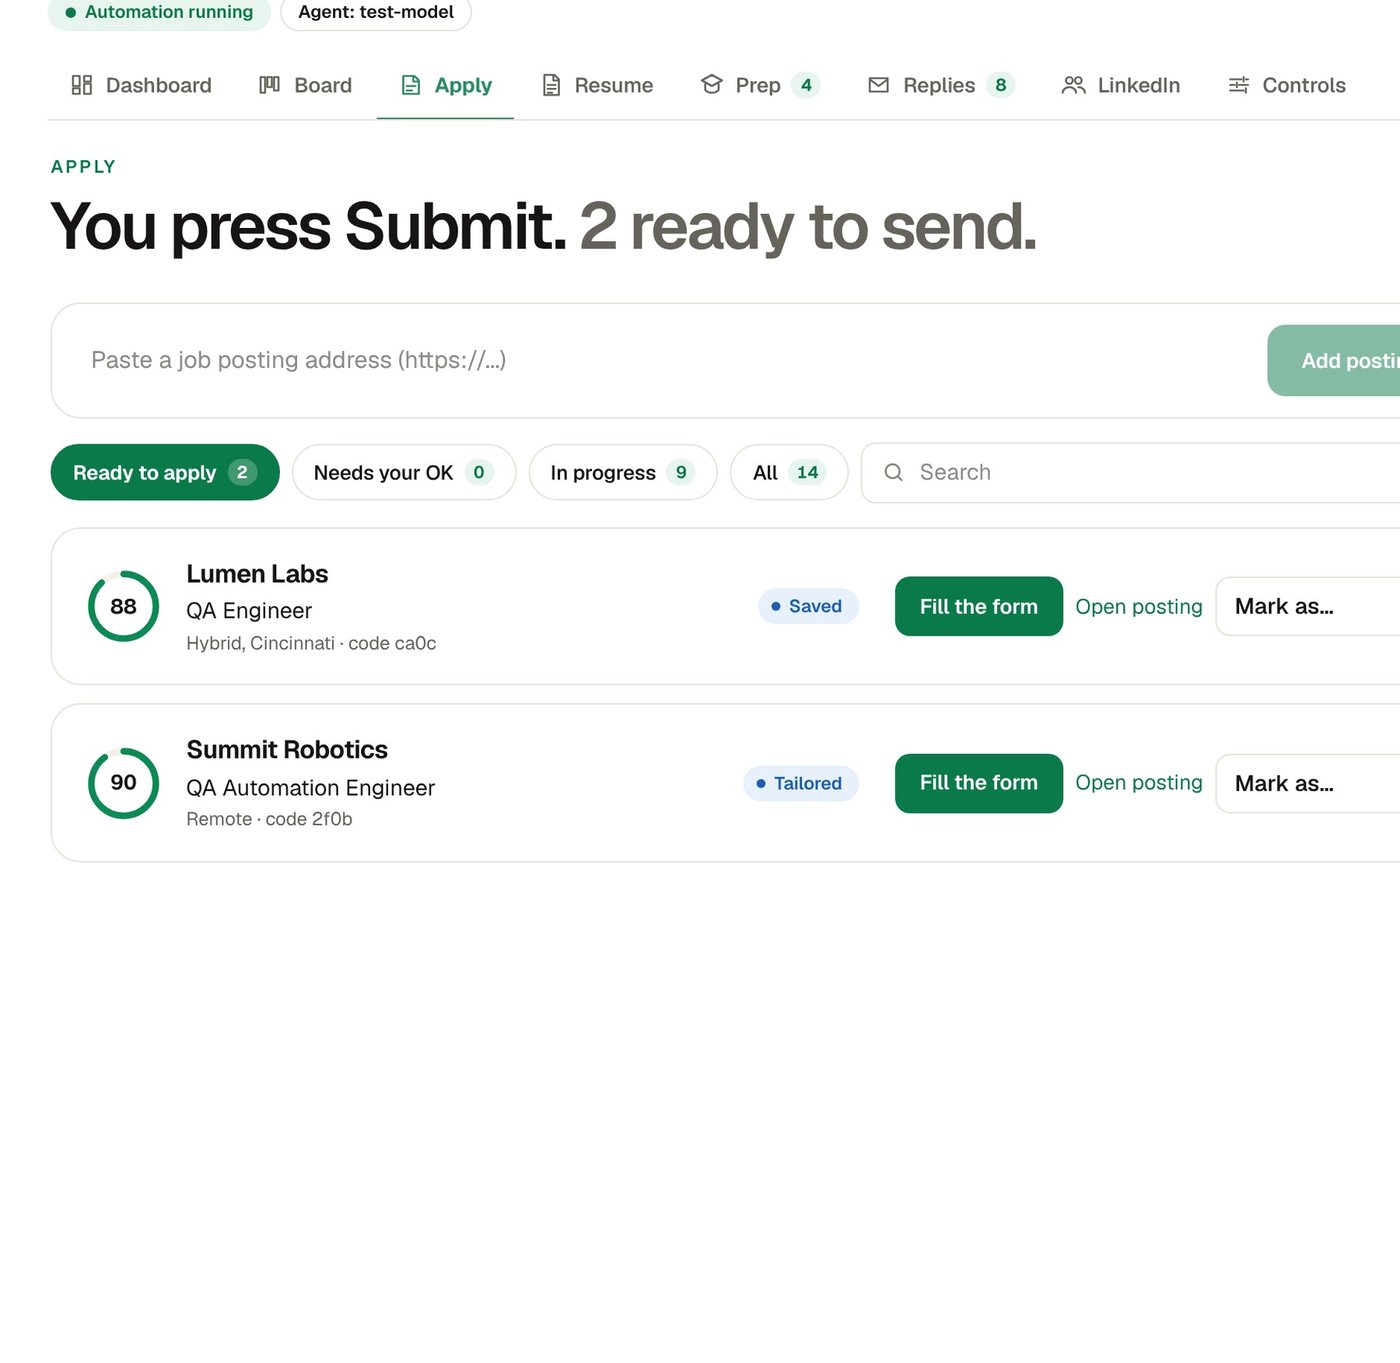 Automation running
Agent: test-model
Dashboard
Board
Apply
Resume
Prep 4
Replies 8
LinkedIn
Controls
APPLY
You press Submit. 2 ready to send.
Paste a job posting address (https://...)
Add
Ready to apply 2
Needs your OK 0
In progress 9
All 14
Search
88
Lumen Labs
QA Engineer
Hybrid, Cincinnati · code ca0c
Saved
Fill the form
Open posting
Mark as...
90
Summit Robotics
QA Automation Engineer
Remote · code 2f0b
Tailored
Fill the form
Open posting
Mark as...